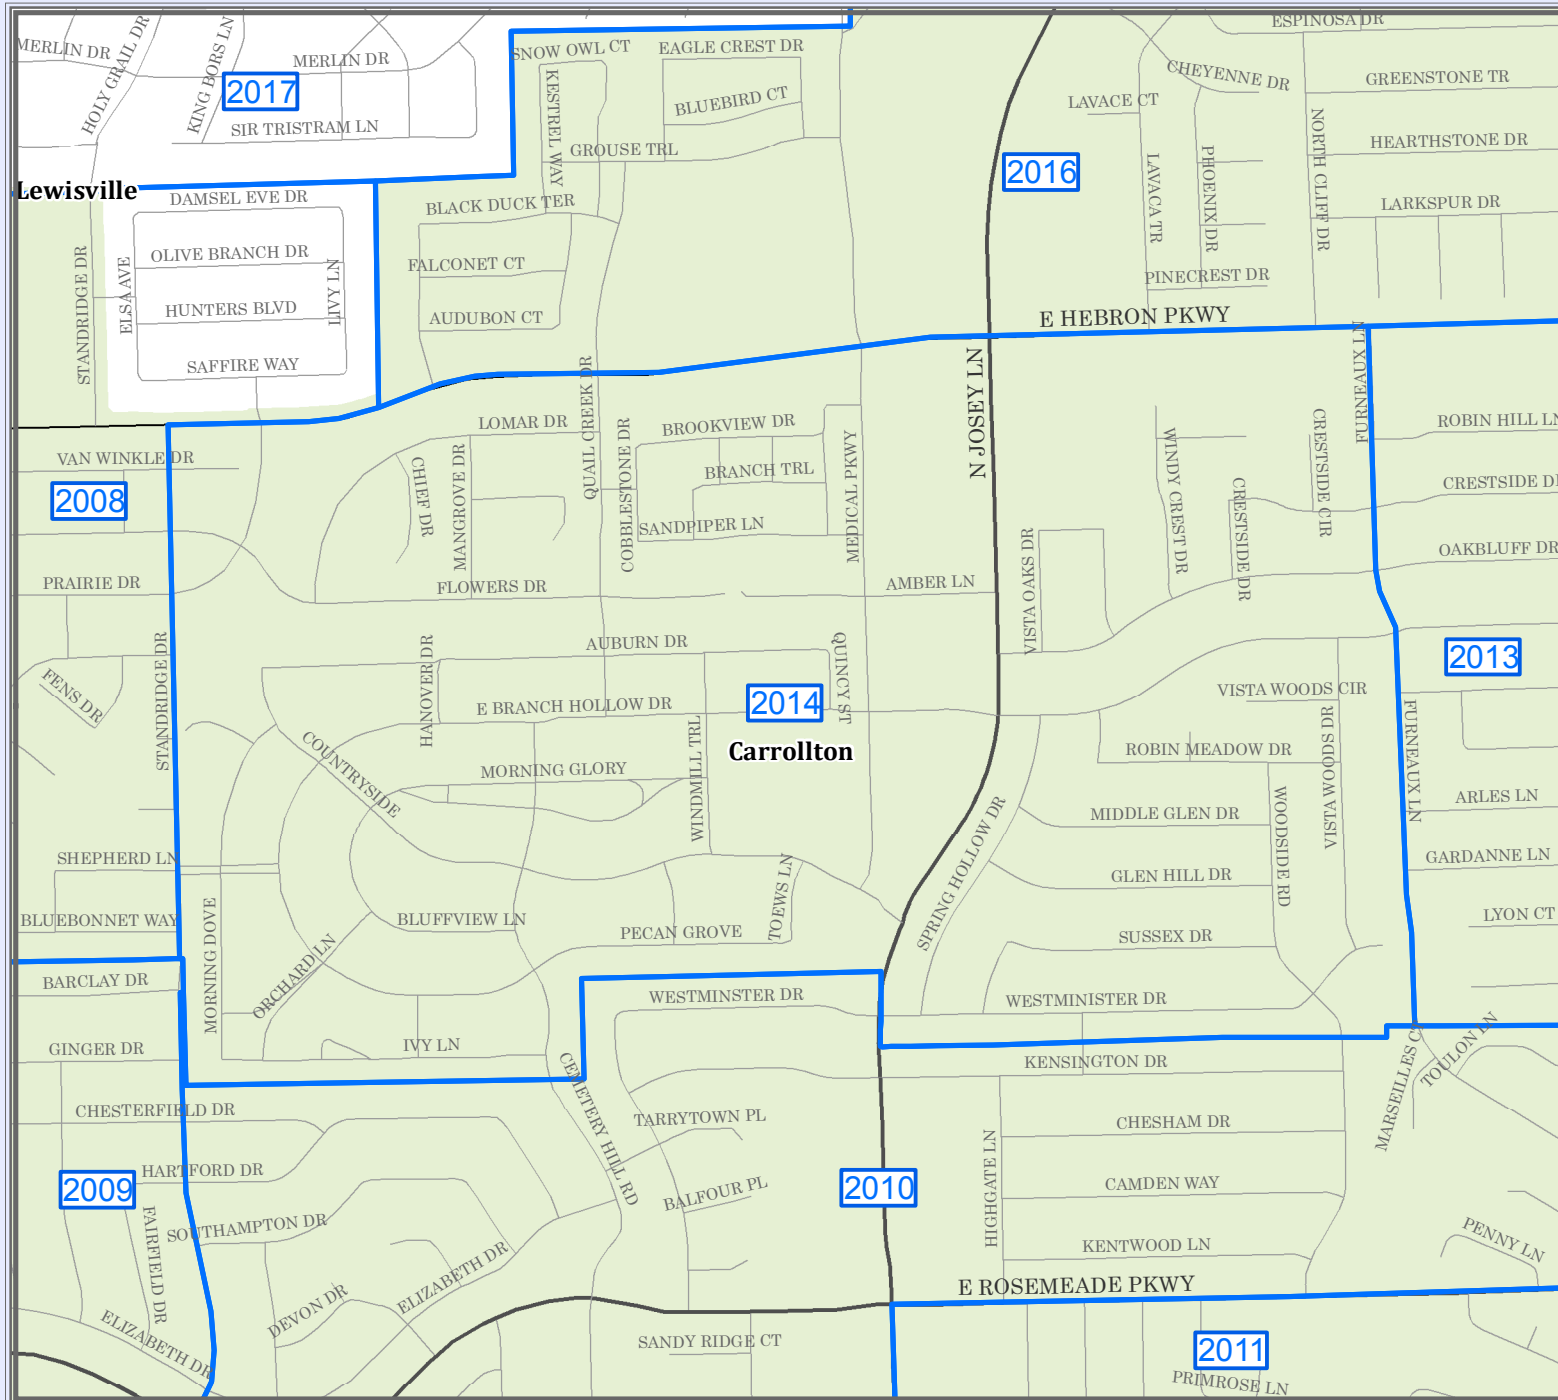 ESPINOSA DR
MERLIN DR
HOLY GRAIL DR
KING BORS LN
MERLIN DR
2017
SIR TRISTRAM LN
SNOW OWL CT
EAGLE CREST DR
KESTREL WAY
BLUEBIRD CT
GROUSE TRL
CHEYENNE DR
GREENSTONE TR
LAVACE CT
NORTH CLIFF DR
HEARTHSTONE DR
2016
LAVACA TR
PHOENIX DR
LARKSPUR DR
PINECREST DR
Lewisville
DAMSEL EVE DR
BLACK DUCK TER
OLIVE BRANCH DR
FALCONET CT
STANDRIDGE DR
ELSA AVE
LIVY LN
HUNTERS BLVD
AUDUBON CT
SAFFIRE WAY
E HEBRON PKWY
N JOSEY LN
FURNEAUX LN
QUAIL CREEK DR
LOMAR DR
COBBLESTONE DR
BROOKVIEW DR
BRANCH TRL
MEDICAL PKWY
SANDPIPER LN
CHIEF DR
MANGROVE DR
VAN WINKLE DR
2008
PRAIRIE DR
FLOWERS DR
AMBER LN
VISTA OAKS DR
WINDY CREST DR
CRESTSIDE DR
CRESTSIDE CIR
ROBIN HILL LN
CRESTSIDE DR
OAKBLUFF DR
FENS DR
STANDRIDGE DR
HANOVER DR
AUBURN DR
QUINCY ST
2013
E BRANCH HOLLOW DR
2014
VISTA WOODS CIR
Carrollton
COUNTRYSIDE
MORNING GLORY
WINDMILL TRL
ROBIN MEADOW DR
VISTA WOODS DR
FURNEAUX LN
ARLES LN
MIDDLE GLEN DR
WOODSIDE RD
SPRING HOLLOW DR
SHEPHERD LN
GARDANNE LN
GLEN HILL DR
TOEWS LN
BLUEBONNET WAY
MORNING DOVE
BLUFFVIEW LN
PECAN GROVE
LYON CT
SUSSEX DR
ORCHARD LN
BARCLAY DR
WESTMINSTER DR
WESTMINISTER DR
GINGER DR
IVY LN
CEMETERY HILL RD
KENSINGTON DR
TOULON LN
CHESTERFIELD DR
TARRYTOWN PL
CHESHAM DR
HIGHGATE LN
HARTFORD DR
2009
BALFOUR PL
2010
CAMDEN WAY
SOUTHAMPTON DR
FAIRFIELD DR
ELIZABETH DR
KENTWOOD LN
PENNY LN
DEVON DR
E ROSEMEADE PKWY
ELIZABETH DR
SANDY RIDGE CT
2011
PRIMROSE LN